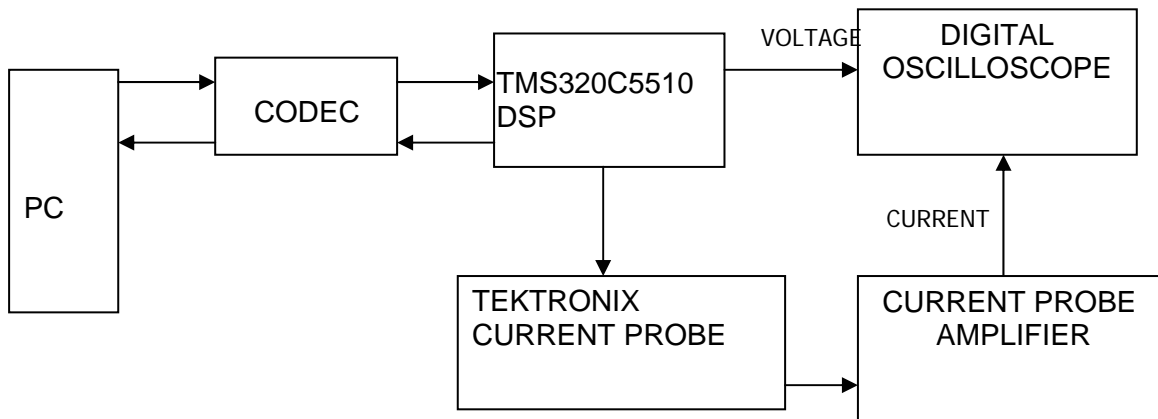 PC
CODEC
TMS320C5510
DSP
VOLTAGE
DIGITAL
OSCILLOSCOPE
CURRENT
TEKTRONIX
CURRENT PROBE
CURRENT PROBE
AMPLIFIER